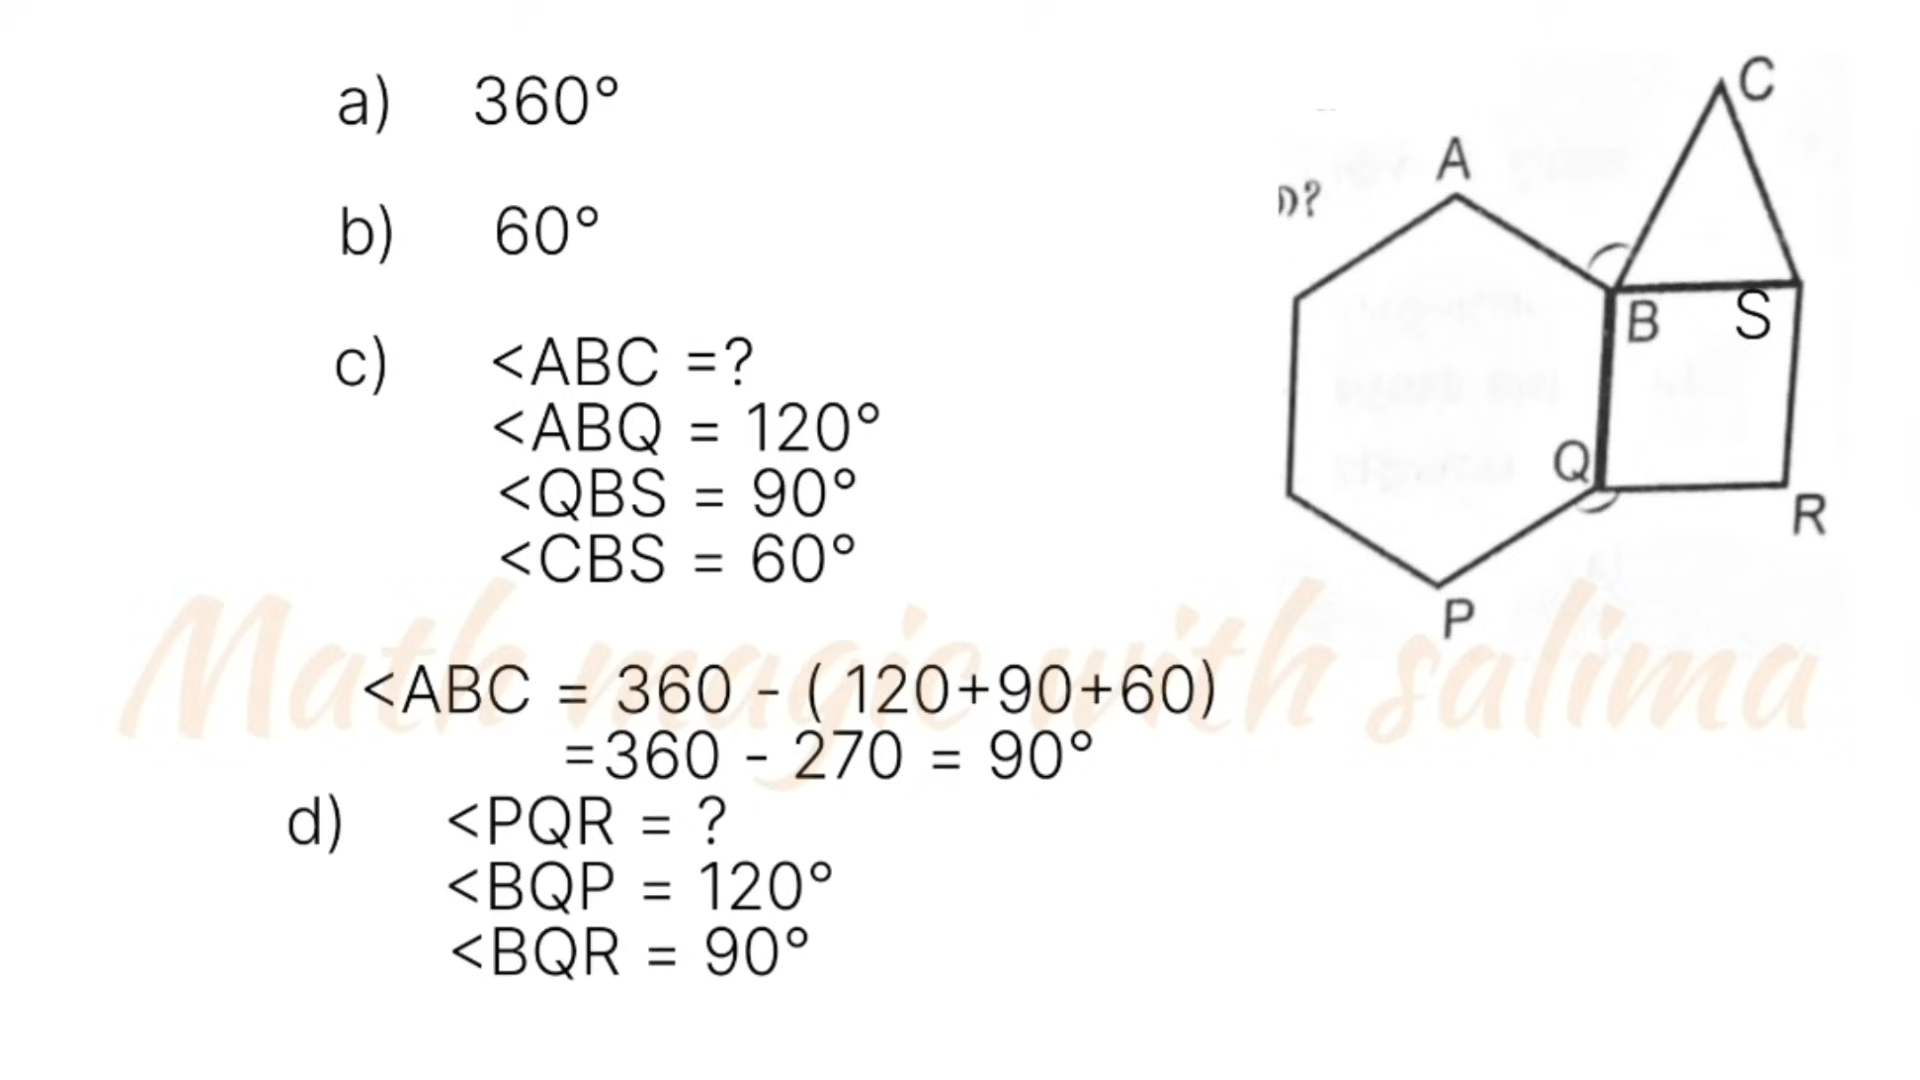 a) 360°
b) 60°
c) <ABC =?
<ABQ = 120°
<QBS = 90°
<CBS = 60°
<ABC = 360 - ( 120+90+60)
=360 - 270 = 90°
d) <PQR = ?
<BQP = 120°
<BQR = 90°
Math magic with salima
)?
C
A
B
S
Q
R
P